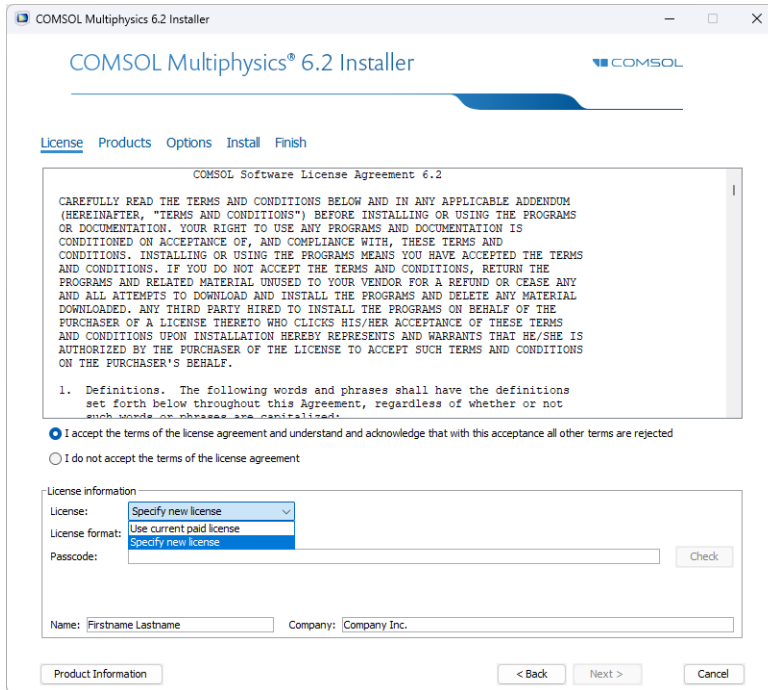 COMSOL Multiphysics 6.2 Installer
COMSOL Multiphysics® 6.2 Installer
COMSOL
License Products Options Install Finish
COMSOL Software License Agreement 6.2
CAREFULLY READ THE TERMS AND CONDITIONS BELOW AND IN ANY APPLICABLE ADDENDUM
(HEREINAFTER, "TERMS AND CONDITIONS") BEFORE INSTALLING OR USING THE PROGRAMS
OR DOCUMENTATION. YOUR RIGHT TO USE ANY PROGRAMS AND DOCUMENTATION IS
CONDITIONED ON ACCEPTANCE OF, AND COMPLIANCE WITH, THESE TERMS AND
CONDITIONS. INSTALLING OR USING THE PROGRAMS MEANS YOU HAVE ACCEPTED THE TERMS
AND CONDITIONS. IF YOU DO NOT ACCEPT THE TERMS AND CONDITIONS, RETURN THE
PROGRAMS AND RELATED MATERIAL UNUSED TO YOUR VENDOR FOR A REFUND OR CEASE ANY
AND ALL ATTEMPTS TO DOWNLOAD AND INSTALL THE PROGRAMS AND DELETE ANY MATERIAL
DOWNLOADED. ANY THIRD PARTY HIRED TO INSTALL THE PROGRAMS ON BEHALF OF THE
PURCHASER OF A LICENSE THERETO WHO CLICKS HIS/HER ACCEPTANCE OF THESE TERMS
AND CONDITIONS UPON INSTALLATION HEREBY REPRESENTS AND WARRANTS THAT HE/SHE IS
AUTHORIZED BY THE PURCHASER OF THE LICENSE TO ACCEPT SUCH TERMS AND CONDITIONS
ON THE PURCHASER'S BEHALF.
1. Definitions. The following words and phrases shall have the definitions
set forth below throughout this Agreement, regardless of whether or not
such words or phrases are capitalized:
I accept the terms of the license agreement and understand and acknowledge that with this acceptance all other terms are rejected
I do not accept the terms of the license agreement
License information
License: Specify new license
Use current paid license
License format:
Specify new license
Passcode: Check
Name: Firstname Lastname Company: Company Inc.
Product Information < Back Next > Cancel